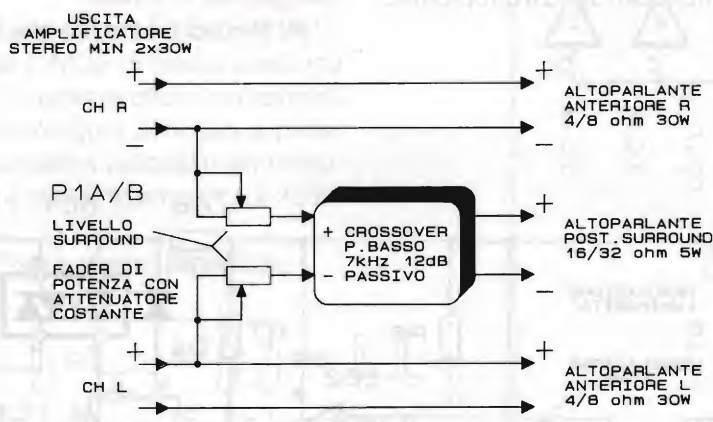 USCITA
AMPLIFICATORE
STEREO MIN 2x30W
+
CH R
−
+
ALTOPARLANTE
ANTERIORE R
4/8 ohm 30W
−
P1A/B
LIVELLO
SURROUND
FADER DI
POTENZA CON
ATTENUATORE
COSTANTE
+ CROSSOVER
P.BASSO
7kHz 12dB
− PASSIVO
+
ALTOPARLANTE
POST.SURROUND
16/32 ohm 5W
−
+
CH L
+
ALTOPARLANTE
ANTERIORE L
4/8 ohm 30W